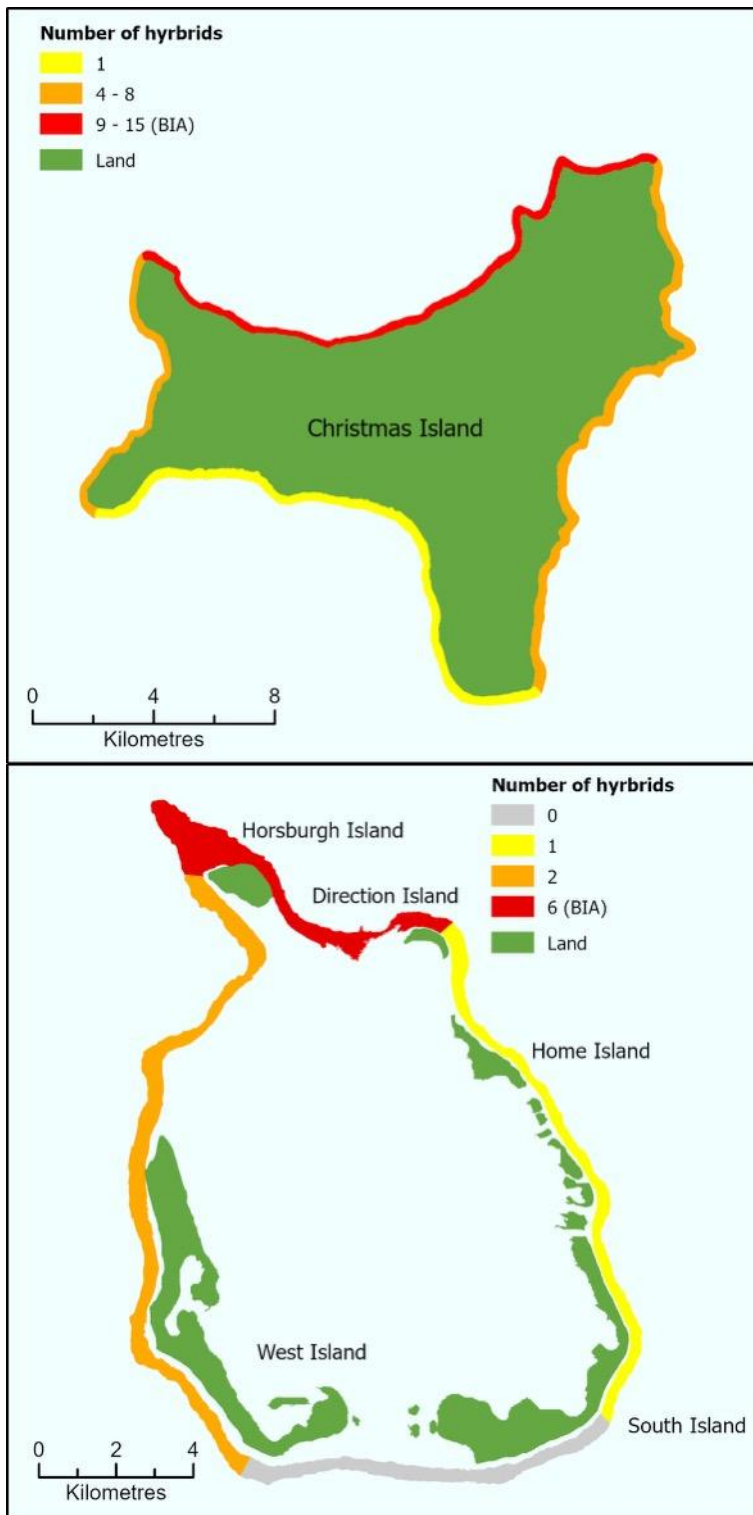 Number of hyrbrids
1
4 - 8
9 - 15 (BIA)
Land
Christmas Island
0 4 8
Kilometres
Number of hyrbrids
0
1
2
6 (BIA)
Land
Horsburgh Island
Direction Island
Home Island
West Island
South Island
0 2 4
Kilometres